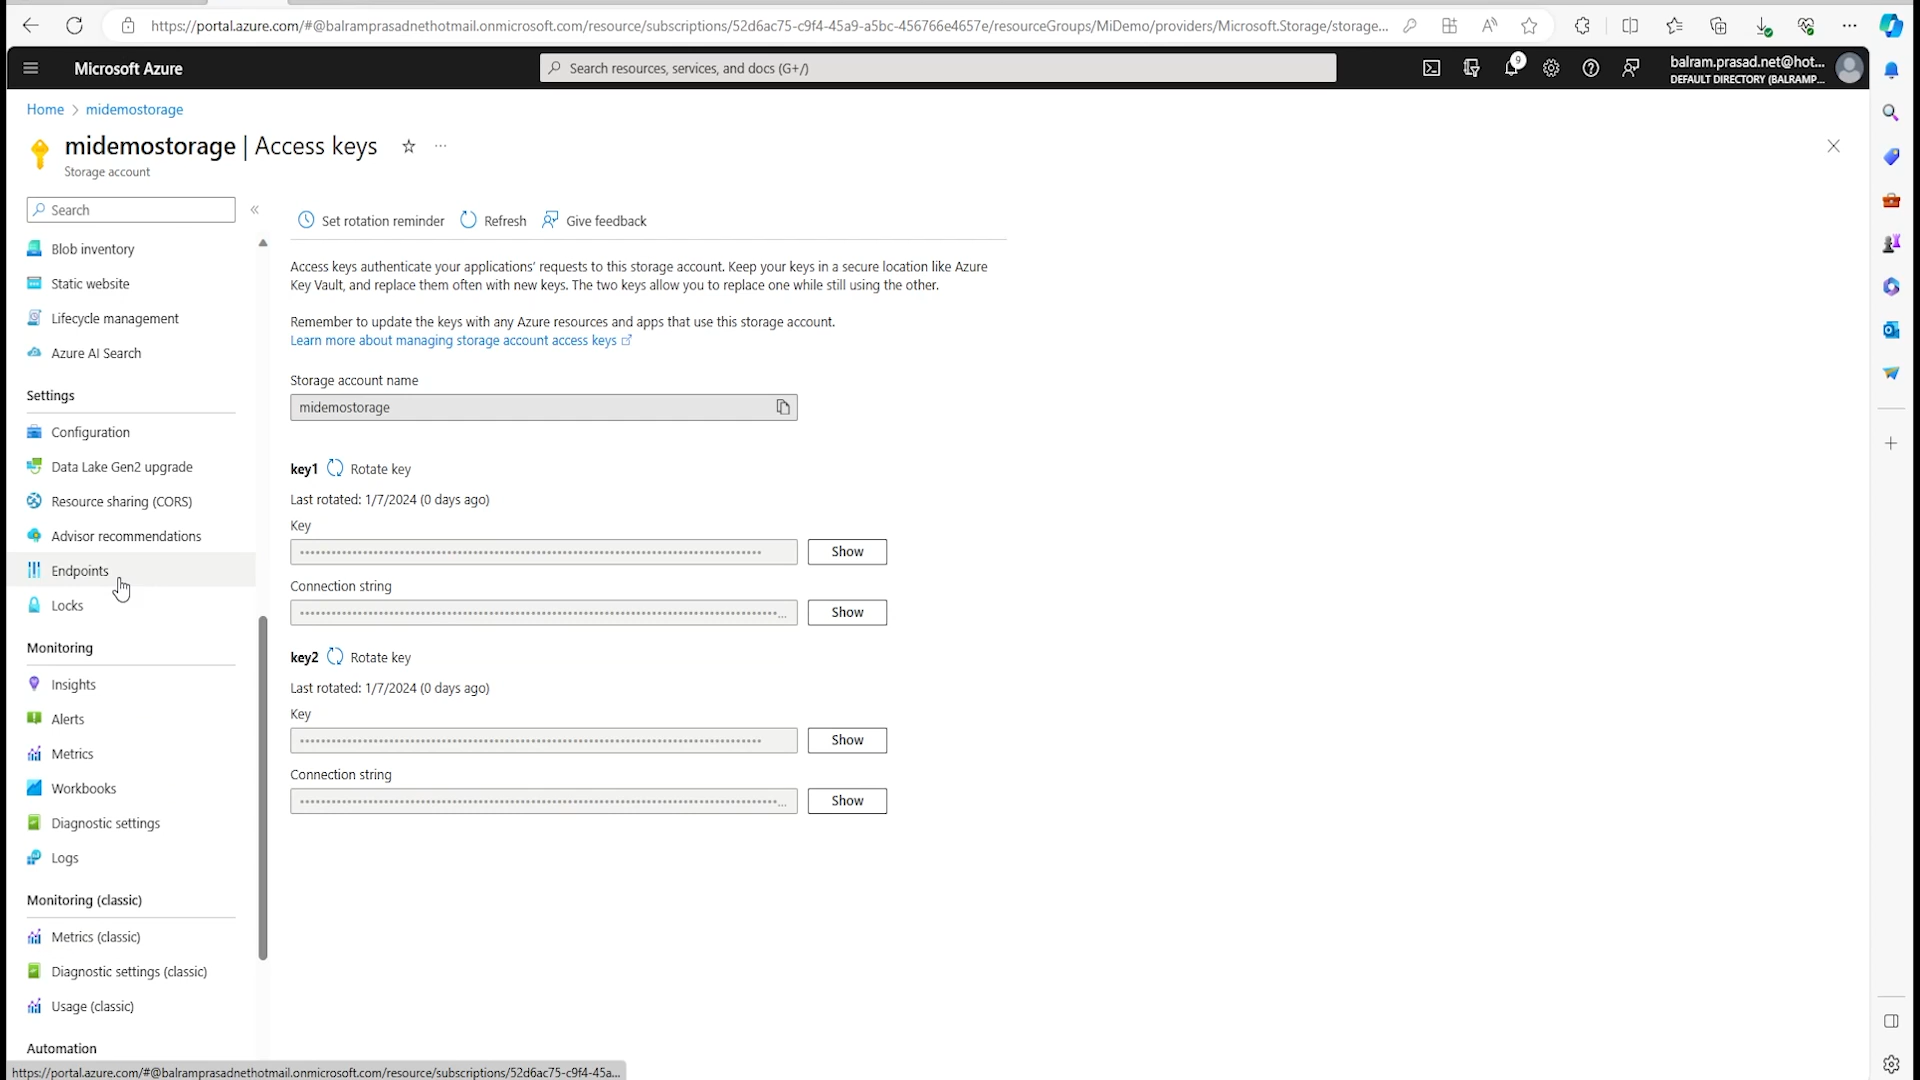 https://portal.azure.com/#@balramprasadnethotmail.onmicrosoft.com/resource/subscriptions/52d6ac75-c9f4-45a9-a5bc-456766e4657e/resourceGroups/MiDemo/providers/Microsoft.Storage/storage...
Microsoft Azure
Search resources, services, and docs (G+/)
9
balram.prasad.net@hot...
DEFAULT DIRECTORY (BALRAMP...
Home > midemostorage
midemostorage | Access keys
Storage account
Search
Blob inventory
Static website
Lifecycle management
Azure AI Search
Settings
Configuration
Data Lake Gen2 upgrade
Resource sharing (CORS)
Advisor recommendations
Endpoints
Locks
Monitoring
Insights
Alerts
Metrics
Workbooks
Diagnostic settings
Logs
Monitoring (classic)
Metrics (classic)
Diagnostic settings (classic)
Usage (classic)
Automation
Set rotation reminder
Refresh
Give feedback
Access keys authenticate your applications' requests to this storage account. Keep your keys in a secure location like Azure
Key Vault, and replace them often with new keys. The two keys allow you to replace one while still using the other.
Remember to update the keys with any Azure resources and apps that use this storage account.
Learn more about managing storage account access keys
Storage account name
midemostorage
key1 Rotate key
Last rotated: 1/7/2024 (0 days ago)
Key
Show
Connection string
Show
key2 Rotate key
Last rotated: 1/7/2024 (0 days ago)
Key
Show
Connection string
Show
https://portal.azure.com/#@balramprasadnethotmail.onmicrosoft.com/resource/subscriptions/52d6ac75-c9f4-45a...